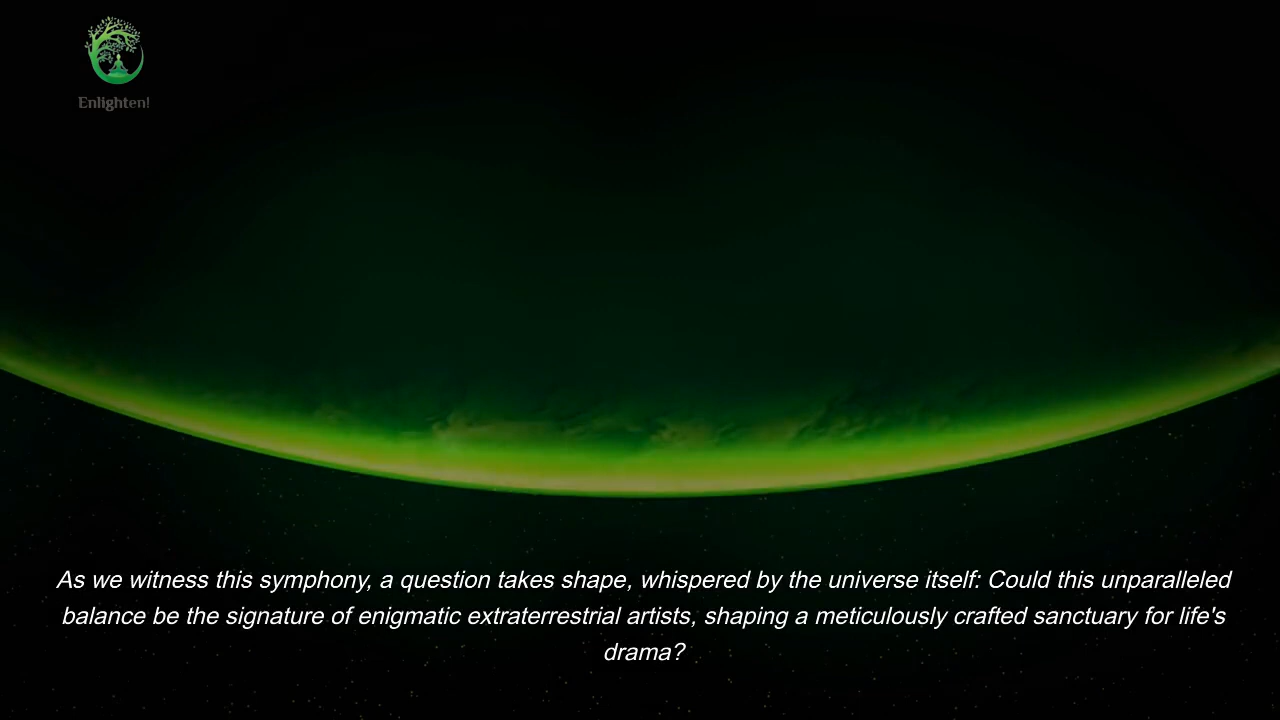 Enlighten!
As we witness this symphony, a question takes shape, whispered by the universe itself: Could this unparalleled
balance be the signature of enigmatic extraterrestrial artists, shaping a meticulously crafted sanctuary for life's
drama?